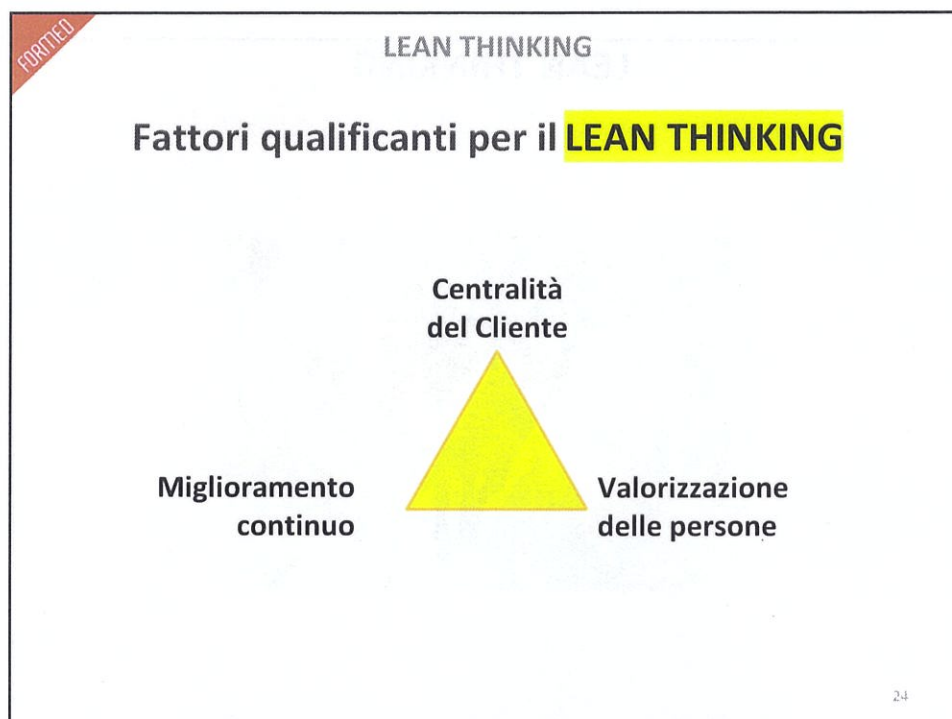 FORMED
LEAN THINKING
Fattori qualificanti per il LEAN THINKING
Centralità
del Cliente
Miglioramento
continuo
Valorizzazione
delle persone
24